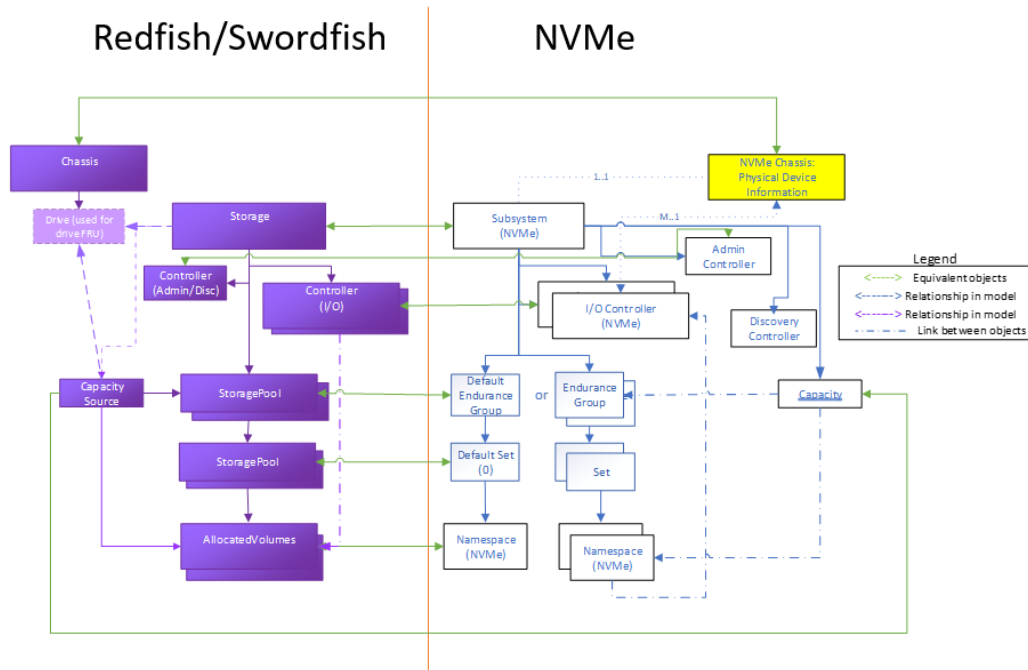 Redfish/Swordfish
NVMe
Chassis
NVMe Chassis:
Physical Device
Information
1..1
Drive (used for
drive FRU)
Storage
Subsystem
(NVMe)
M..1
Admin
Controller
Controller
(Admin/Disc)
Controller
(I/O)
I/O Controller
(NVMe)
Discovery
Controller
Legend
Equivalent objects
Relationship in model
Relationship in model
Link between objects
Capacity
Source
StoragePool
Default
Endurance
Group
or
Endurance
Group
Capacity
StoragePool
Default Set
(0)
Set
AllocatedVolumes
Namespace
(NVMe)
Namespace
(NVMe)